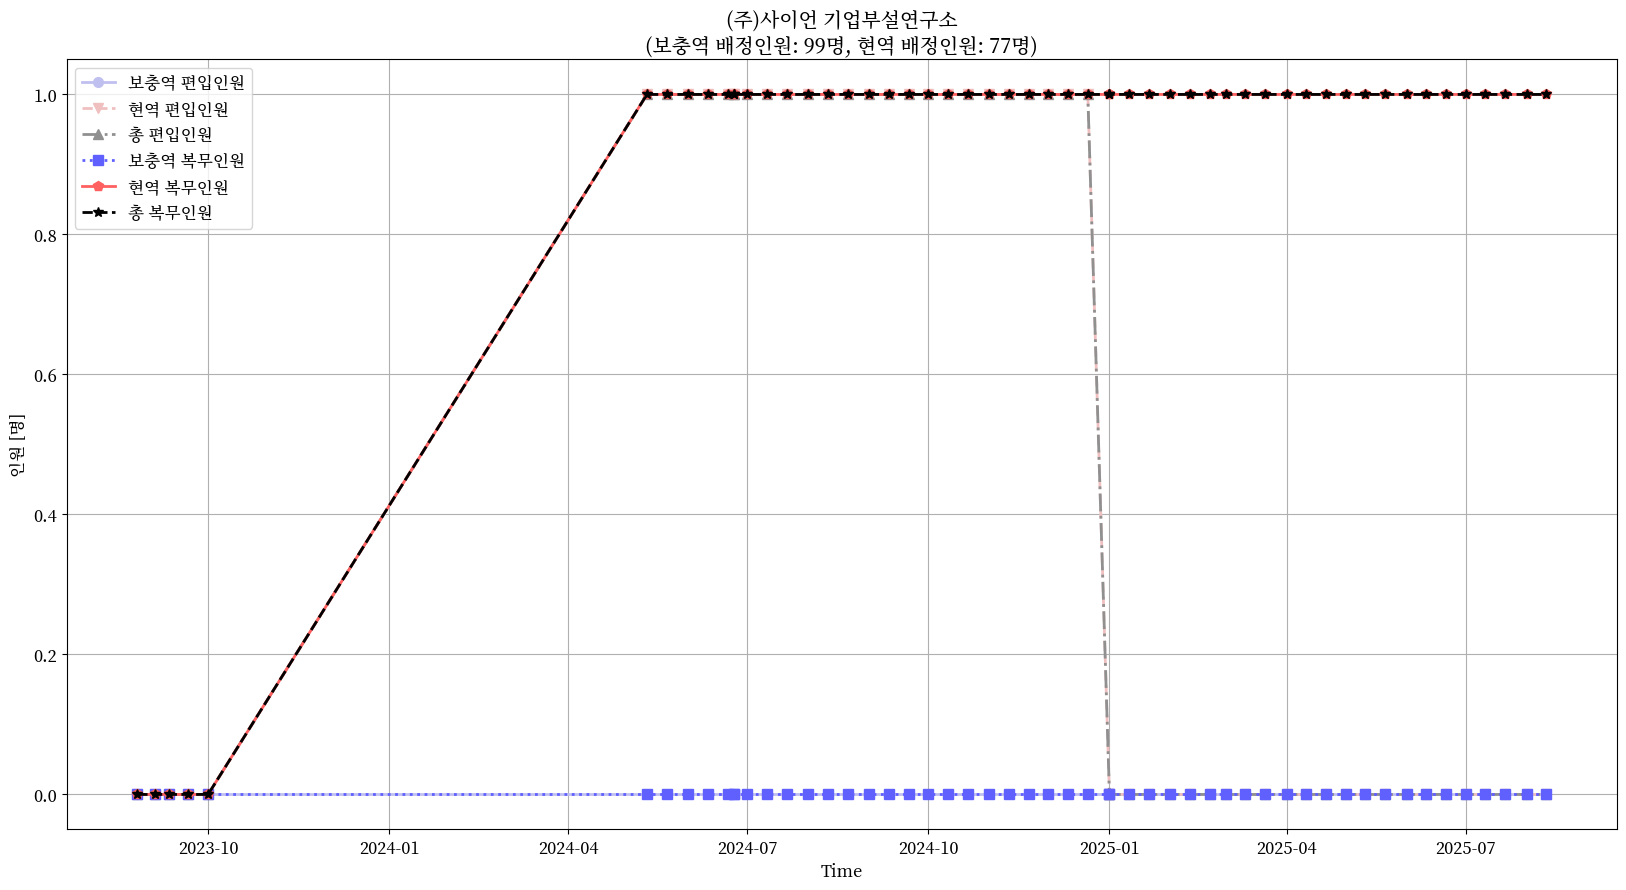 (주)사이언 기업부설연구소
(보충역 배정인원: 99명, 현역 배정인원: 77명)
보충역 편입인원
현역 편입인원
총 편입인원
보충역 복무인원
현역 복무인원
총 복무인원
1.0
0.8
0.6
0.4
0.2
0.0
인원 [명]
2023-10
2024-01
2024-04
2024-07
2024-10
2025-01
2025-04
2025-07
Time